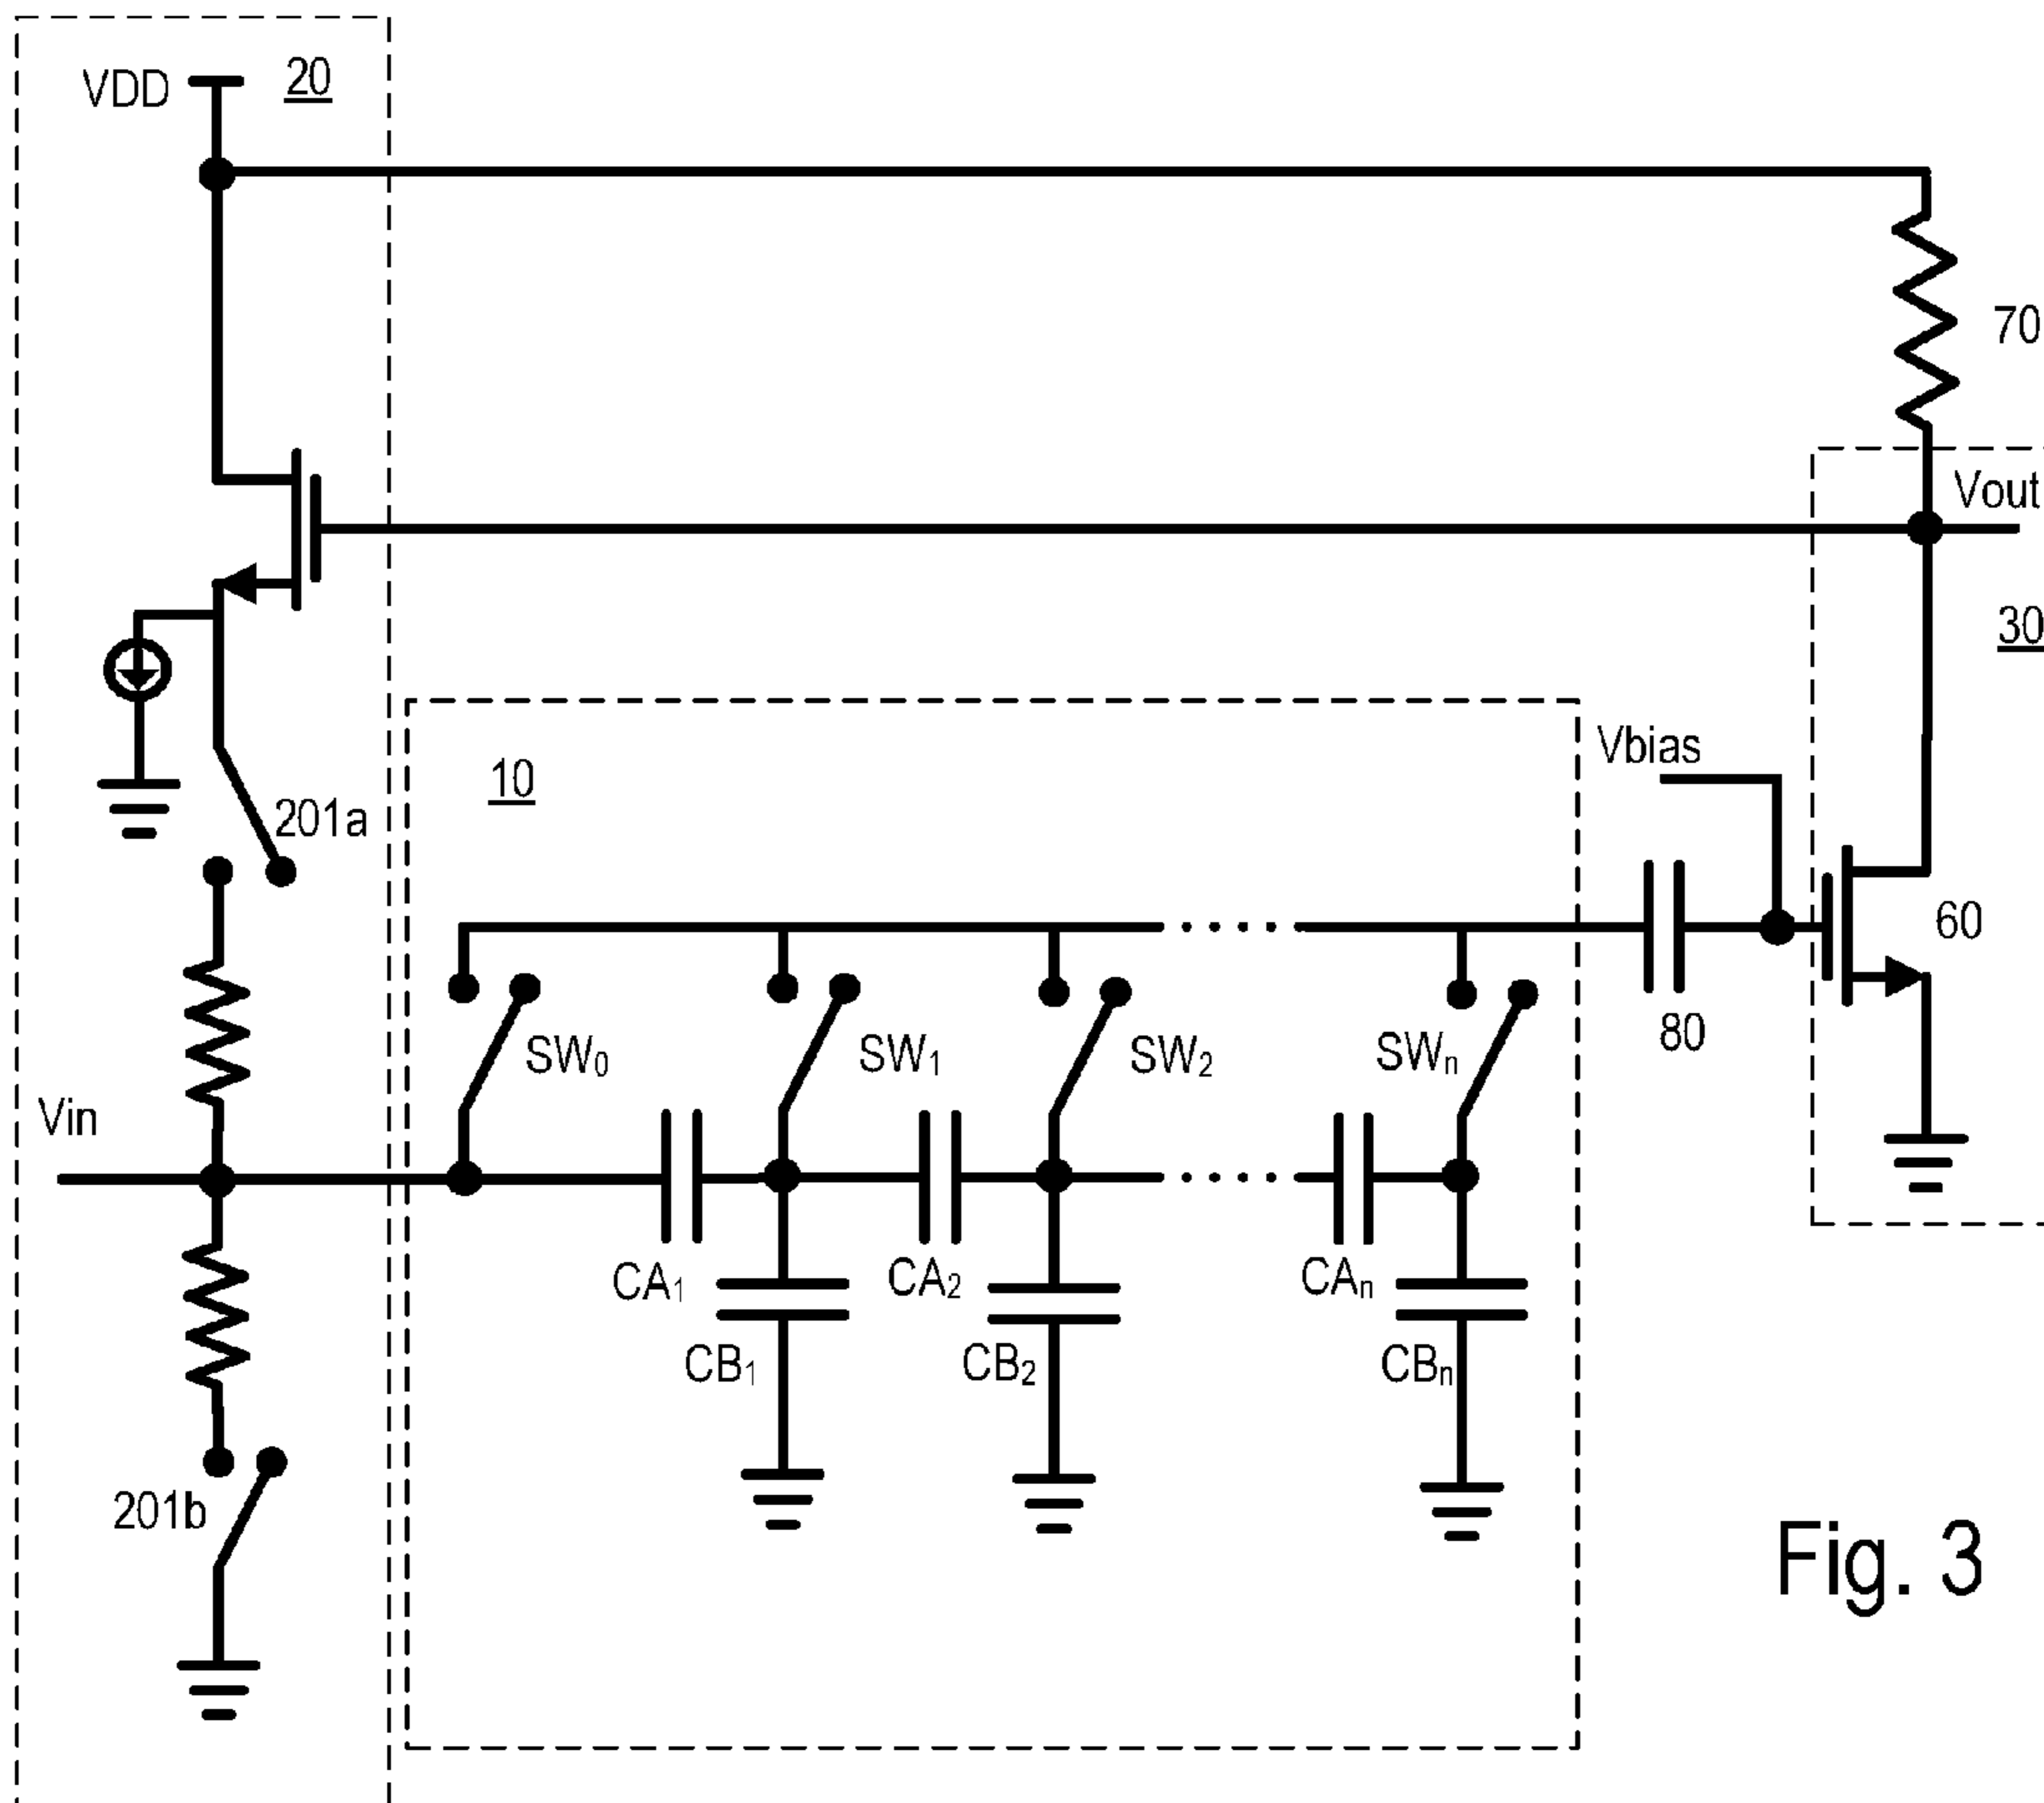 VDD
20
70
Vout
30
Vbias
10
201a
60
80
SW₀
SW₁
SW₂
SWₙ
Vin
CA₁
CA₂
CAₙ
CB₁
CB₂
CBₙ
201b
Fig. 3